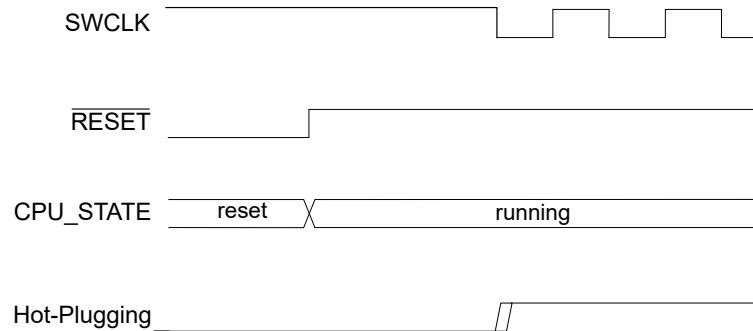 SWCLK
RESET
CPU_STATE
reset
running
Hot-Plugging